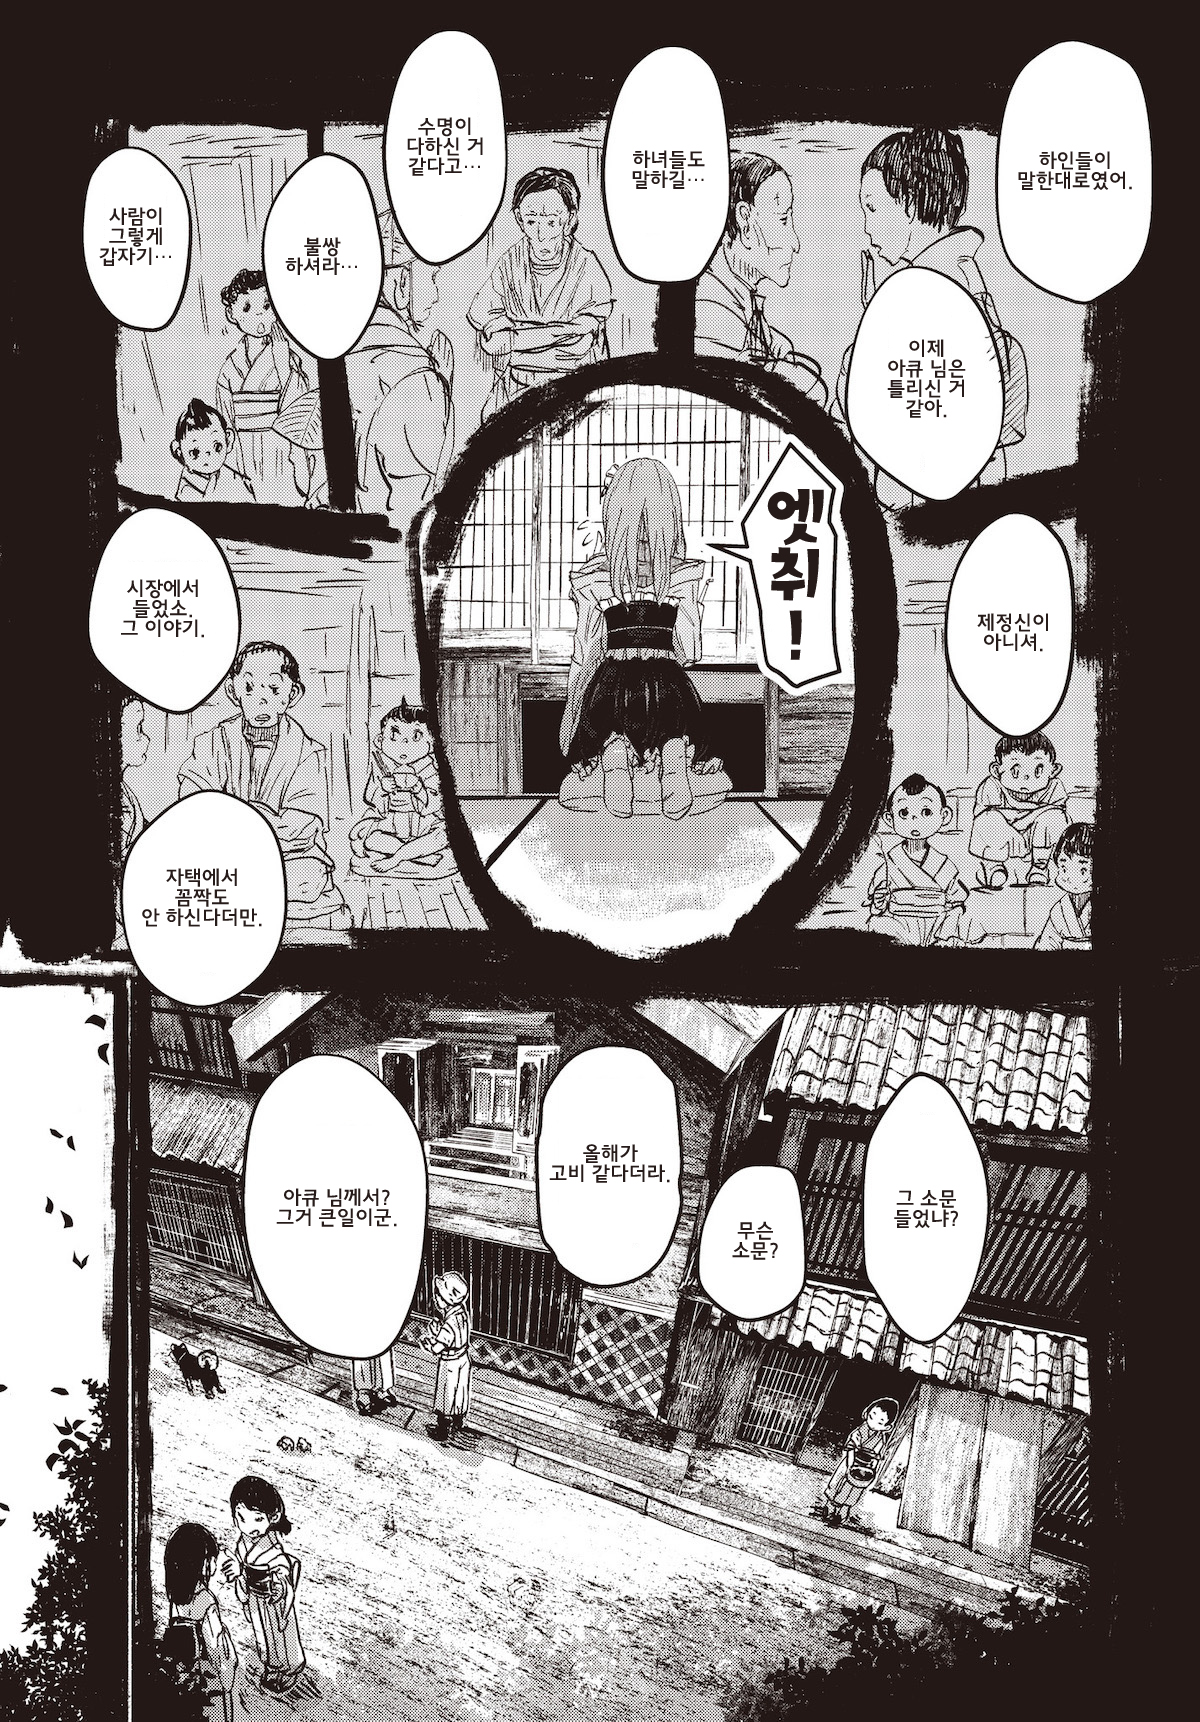 하인들이
말한대로였어.
하녀들도
말하길…
수명이
다하신 거
같다고…
불쌍
하셔라…
사람이
그렇게
갑자기…
이제
아큐 님은
틀리신 거
같아.
엣취!
제정신이
아니셔.
시장에서
들었소.
그 이야기.
자택에서
꼼짝도
안 하신다더만.
그 소문
들었냐?
무슨
소문?
올해가
고비 같다더라.
아큐 님께서?
그거 큰일이군.